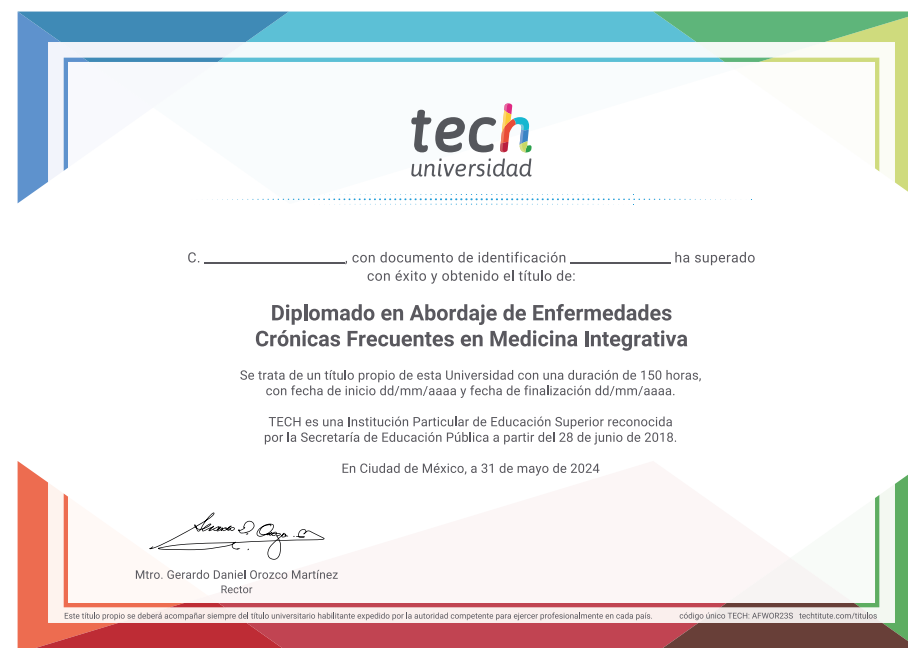 tech
universidad
C. ____________, con documento de identificación ____________ ha superado
con éxito y obtenido el título de:
Diplomado en Abordaje de Enfermedades
Crónicas Frecuentes en Medicina Integrativa
Se trata de un título propio de esta Universidad con una duración de 150 horas,
con fecha de inicio dd/mm/aaaa y fecha de finalización dd/mm/aaaa.
TECH es una Institución Particular de Educación Superior reconocida
por la Secretaría de Educación Pública a partir del 28 de junio de 2018.
En Ciudad de México, a 31 de mayo de 2024
Mtro. Gerardo Daniel Orozco Martínez
Rector
Este título propio se deberá acompañar siempre del título universitario habilitante expedido por la autoridad competente para ejercer profesionalmente en cada país. código único TECH: AFWOR23S techtitute.com/titulos